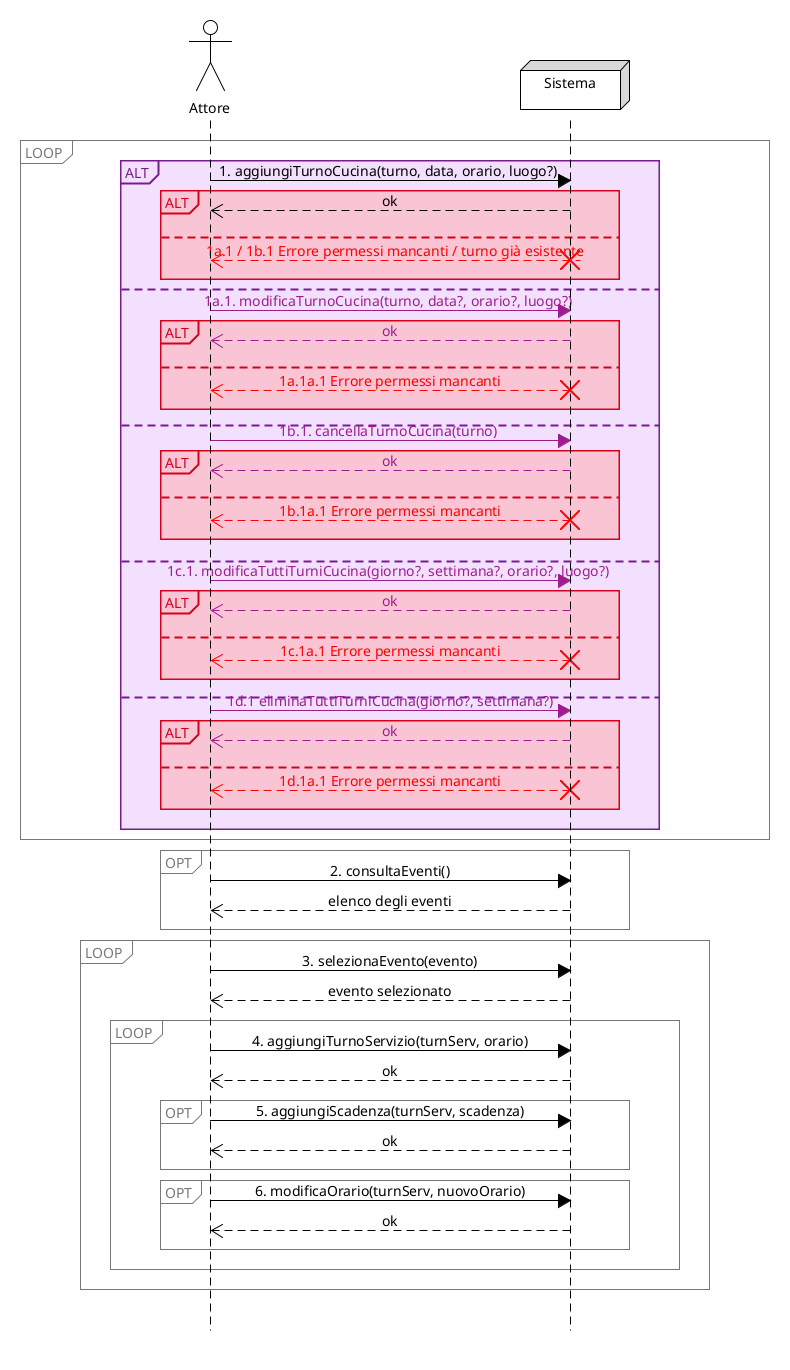 Attore
Sistema
LOOP
ALT
1. aggiungiTurnoCucina(turno, data, orario, luogo?)
ALT
ok
1a.1 / 1b.1 Errore permessi mancanti / turno già esistente
1a.1. modificaTurnoCucina(turno, data?, orario?, luogo?)
ALT
ok
1a.1a.1 Errore permessi mancanti
1b.1. cancellaTurnoCucina(turno)
ALT
ok
1b.1a.1 Errore permessi mancanti
1c.1. modificaTuttiTurniCucina(giorno?, settimana?, orario?, luogo?)
ALT
ok
1c.1a.1 Errore permessi mancanti
1d.1 eliminaTuttiTurniCucina(giorno?, settimana?)
ALT
ok
1d.1a.1 Errore permessi mancanti
OPT
2. consultaEventi()
elenco degli eventi
LOOP
3. selezionaEvento(evento)
evento selezionato
LOOP
4. aggiungiTurnoServizio(turnServ, orario)
ok
OPT
5. aggiungiScadenza(turnServ, scadenza)
ok
OPT
6. modificaOrario(turnServ, nuovoOrario)
ok